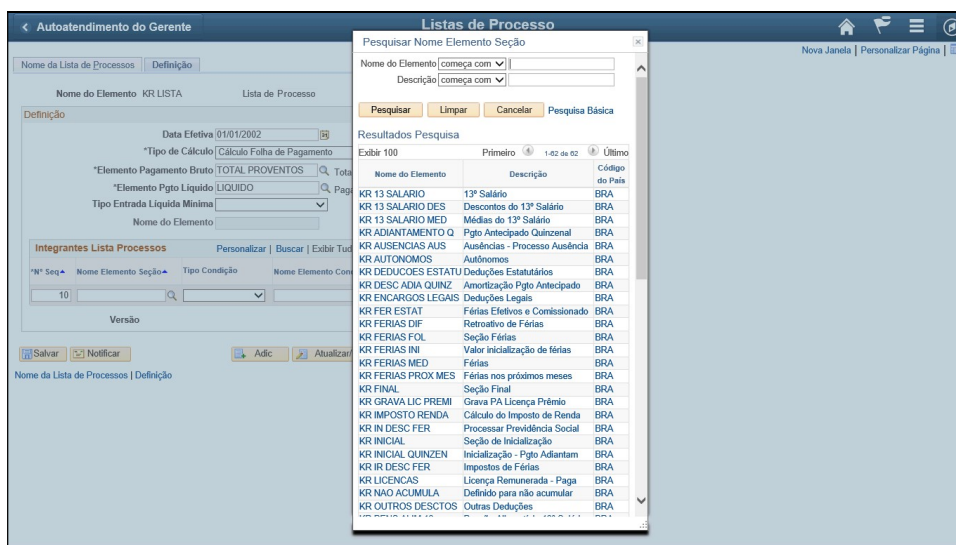 Autoatendimento do Gerente
Listas de Processo
Nova Janela | Personalizar Página |
Nome da Lista de Processos
Definição
Nome do Elemento KR LISTA
Lista de Processo
Definição
Data Efetiva 01/01/2002
*Tipo de Cálculo Cálculo Folha de Pagamento
*Elemento Pagamento Bruto TOTAL PROVENTOS
*Elemento Pgto Liquido LIQUIDO
Tipo Entrada Líquida Mínima
Nome do Elemento
Integrantes Lista Processos
Personalizar | Buscar | Exibir Tud
*Nº Seq Nome Elemento Seção Tipo Condição Nome Elemento Con
10
Versão
Salvar Notificar Adic Atualizar/
Nome da Lista de Processos | Definição
Pesquisar Nome Elemento Seção
Nome do Elemento começa com
Descrição começa com
Pesquisar Limpar Cancelar Pesquisa Básica
Resultados Pesquisa
Exibir 100 Primeiro 1-62 de 62 Último
Nome do Elemento Descrição Código do País
KR 13 SALARIO 13º Salário BRA
KR 13 SALARIO DES Descontos do 13º Salário BRA
KR 13 SALARIO MED Médias do 13º Salário BRA
KR ADIANTAMENTO Q Pgto Antecipado Quinzenal BRA
KR AUSENCIAS AUS Ausências - Processo Ausência BRA
KR AUTONOMOS Autônomos BRA
KR DEDUCOES ESTATU Deduções Estatutários BRA
KR DESC ADIA QUINZ Amortização Pgto Antecipado BRA
KR ENCARGOS LEGAIS Deduções Legais BRA
KR FER ESTAT Férias Efetivos e Comissionado BRA
KR FERIAS DIF Retroativo de Férias BRA
KR FERIAS FOL Seção Férias BRA
KR FERIAS INI Valor inicialização de férias BRA
KR FERIAS MED Férias BRA
KR FERIAS PROX MES Férias nos próximos meses BRA
KR FINAL Seção Final BRA
KR GRAVA LIC PREMI Grava PA Licença Prêmio BRA
KR IMPOSTO RENDA Cálculo do Imposto de Renda BRA
KR IN DESC FER Processar Previdência Social BRA
KR INICIAL Seção de Inicialização BRA
KR INICIAL QUINZEN Inicialização - Pgto Adiantam BRA
KR IR DESC FER Impostos de Férias BRA
KR LICENCAS Licença Remunerada - Paga BRA
KR NAO ACUMULA Definido para não acumular BRA
KR OUTROS DESCTOS Outras Deduções BRA